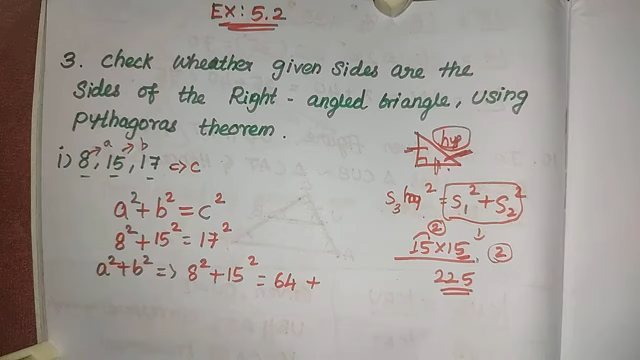 EX: 5.2
3. Check wheather given sides are the
sides of the Right - angled triangle, using
pythagoras theorem.
a b
i) 8, 15, 17 => c
hyp
a² + b² = c²
8² + 15² = 17²
a² + b² => 8² + 15² = 64 +
= S₁² + S₂²
2
15 × 15
2
225